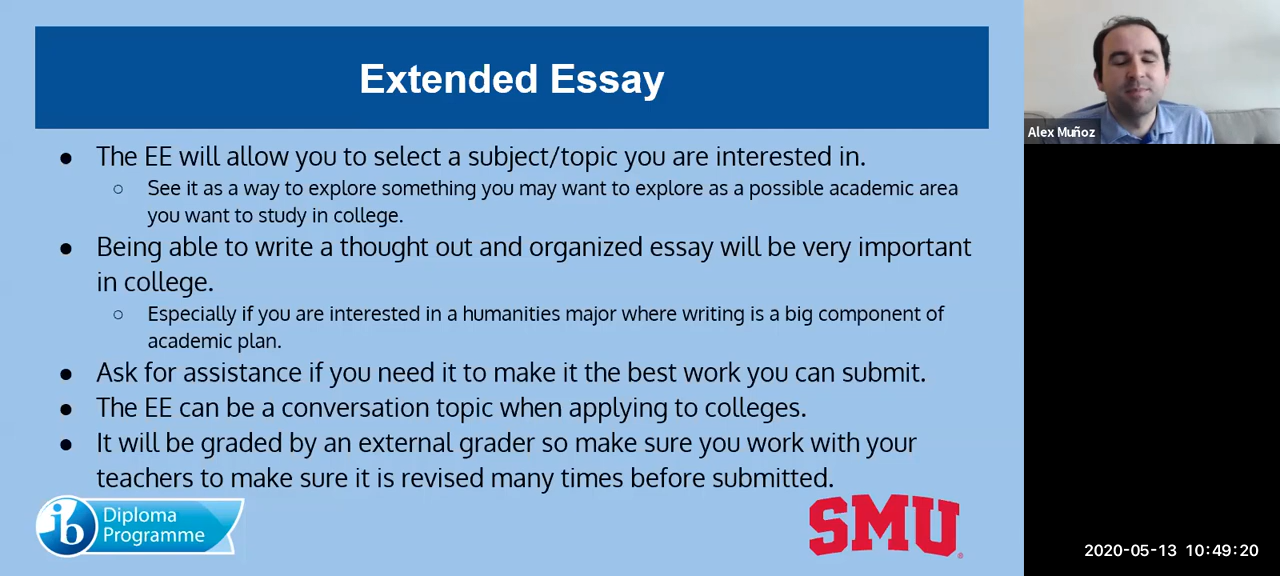 Extended Essay
● The EE will allow you to select a subject/topic you are interested in.
○ See it as a way to explore something you may want to explore as a possible academic area
you want to study in college.
● Being able to write a thought out and organized essay will be very important
in college.
○ Especially if you are interested in a humanities major where writing is a big component of
academic plan.
● Ask for assistance if you need it to make it the best work you can submit.
● The EE can be a conversation topic when applying to colleges.
● It will be graded by an external grader so make sure you work with your
teachers to make sure it is revised many times before submitted.
ib Diploma
Programme
SMU®
Alex Muñoz
2020-05-13 10:49:20